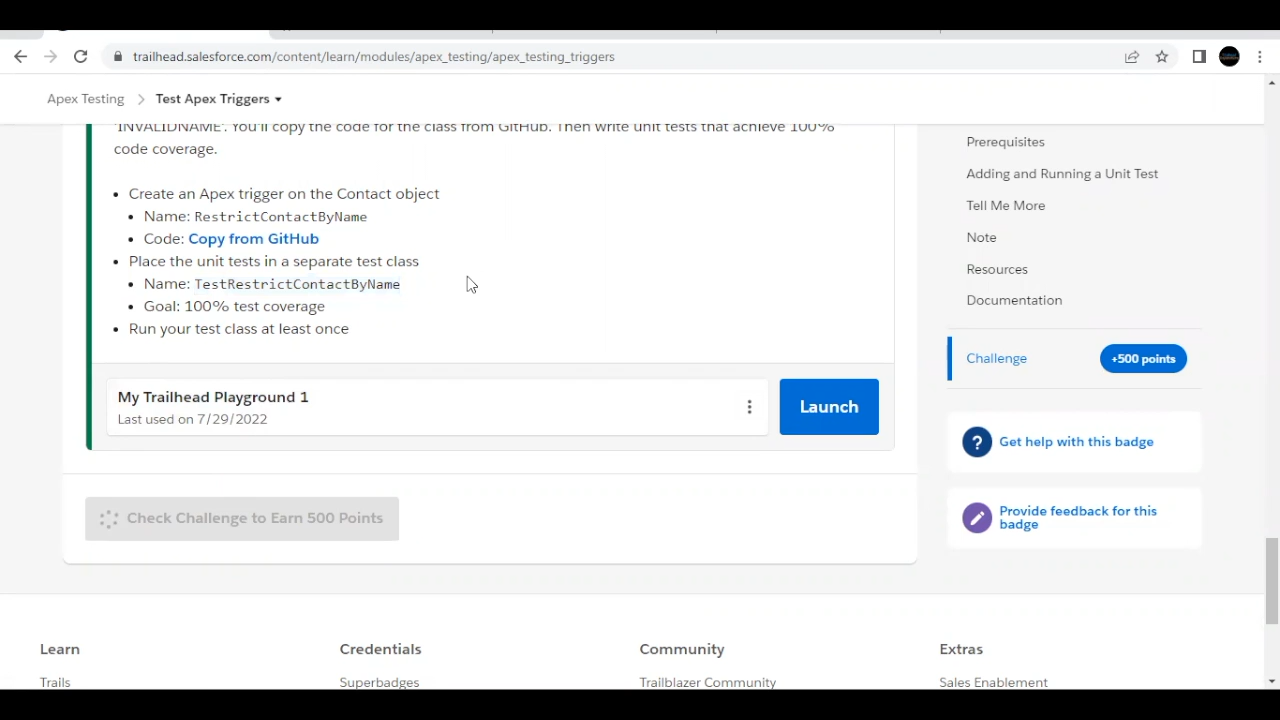 trailhead.salesforce.com/content/learn/modules/apex_testing/apex_testing_triggers
Apex Testing > Test Apex Triggers
'INVALIDNAME'. You'll copy the code for the class from GitHub. Then write unit tests that achieve 100%
code coverage.
• Create an Apex trigger on the Contact object
• Name: RestrictContactByName
• Code: Copy from GitHub
• Place the unit tests in a separate test class
• Name: TestRestrictContactByName
• Goal: 100% test coverage
• Run your test class at least once
My Trailhead Playground 1
Last used on 7/29/2022
Launch
Check Challenge to Earn 500 Points
Prerequisites
Adding and Running a Unit Test
Tell Me More
Note
Resources
Documentation
Challenge
+500 points
? Get help with this badge
Provide feedback for this
badge
Learn
Credentials
Community
Extras
Trails
Superbadges
Trailblazer Community
Sales Enablement